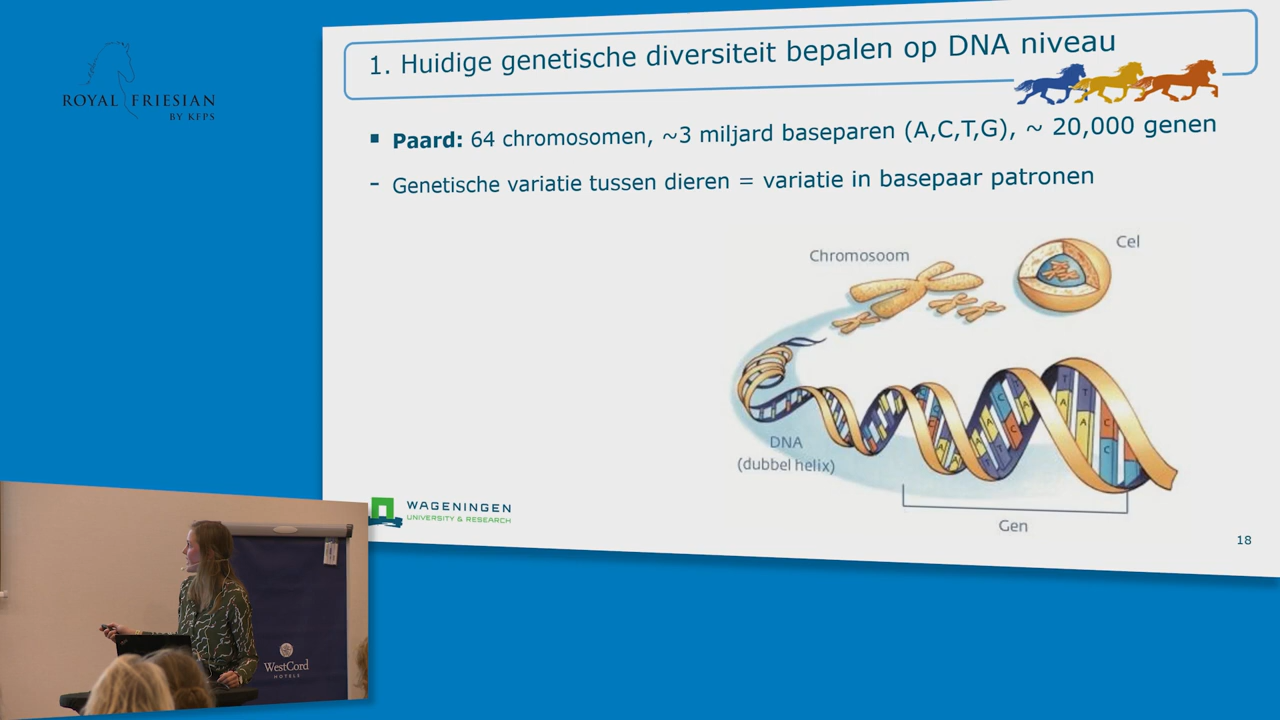 ROYAL FRIESIAN
BY KFPS
1. Huidige genetische diversiteit bepalen op DNA niveau
▪ Paard: 64 chromosomen, ~3 miljard baseparen (A,C,T,G), ~ 20,000 genen
- Genetische variatie tussen dieren = variatie in basepaar patronen
Chromosoom
Cel
DNA
(dubbel helix)
Gen
WAGENINGEN
UNIVERSITY & RESEARCH
18
WestCord
HOTELS